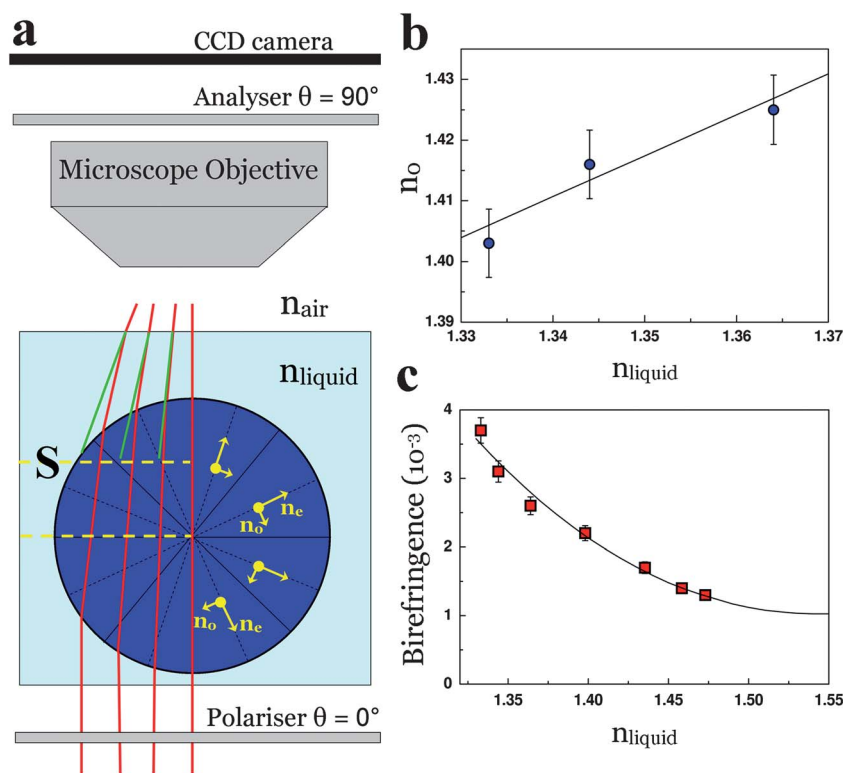 a
CCD camera
Analyser θ = 90°
Microscope Objective
n_air
n_liquid
S
n_e
n_o
n_o
n_e
Polariser θ = 0°
b
1.43
1.42
1.41
1.40
1.39
n_o
1.33 1.34 1.35 1.36 1.37
n_liquid
c
4
3
2
1
0
Birefringence (10⁻³)
1.35 1.40 1.45 1.50 1.55
n_liquid